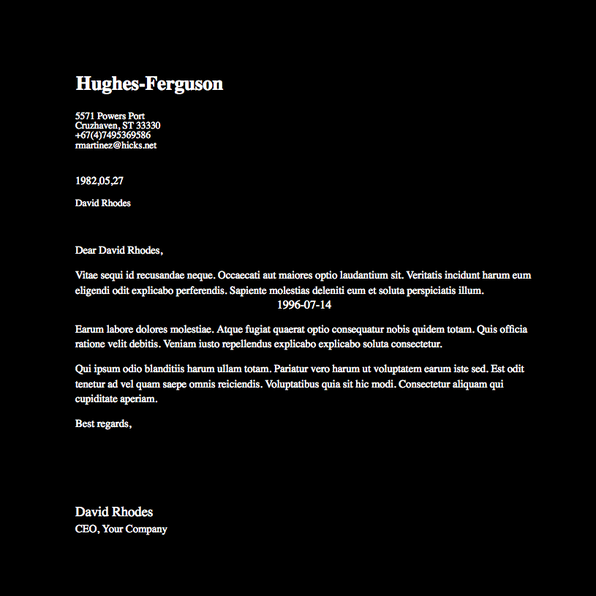 Hughes-Ferguson
5571 Powers Port
Cruzhaven, ST 33330
+67(4)7495369586
rmartinez@hicks.net
1982,05,27
David Rhodes
Dear David Rhodes,
Vitae sequi id recusandae neque. Occaecati aut maiores optio laudantium sit. Veritatis incidunt harum eum
eligendi odit explicabo perferendis. Sapiente molestias deleniti eum et soluta perspiciatis illum.
1996-07-14
Earum labore dolores molestiae. Atque fugiat quaerat optio consequatur nobis quidem totam. Quis officia
ratione velit debitis. Veniam iusto repellendus explicabo explicabo soluta consectetur.
Qui ipsum odio blanditiis harum ullam totam. Pariatur vero harum ut voluptatem earum iste sed. Est odit
tenetur ad vel quam saepe omnis reiciendis. Voluptatibus quia sit hic modi. Consectetur aliquam qui
cupiditate aperiam.
Best regards,
David Rhodes
CEO, Your Company